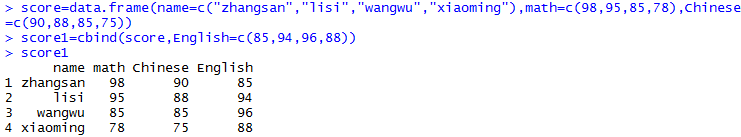 > score=data.frame(name=c("zhangsan","lisi","wangwu","xiaoming"),math=c(98,95,85,78),Chinese
=c(90,88,85,75))
> score1=cbind(score,English=c(85,94,96,88))
> score1
      name math Chinese English
1 zhangsan   98      90      85
2     lisi   95      88      94
3   wangwu   85      85      96
4 xiaoming   78      75      88